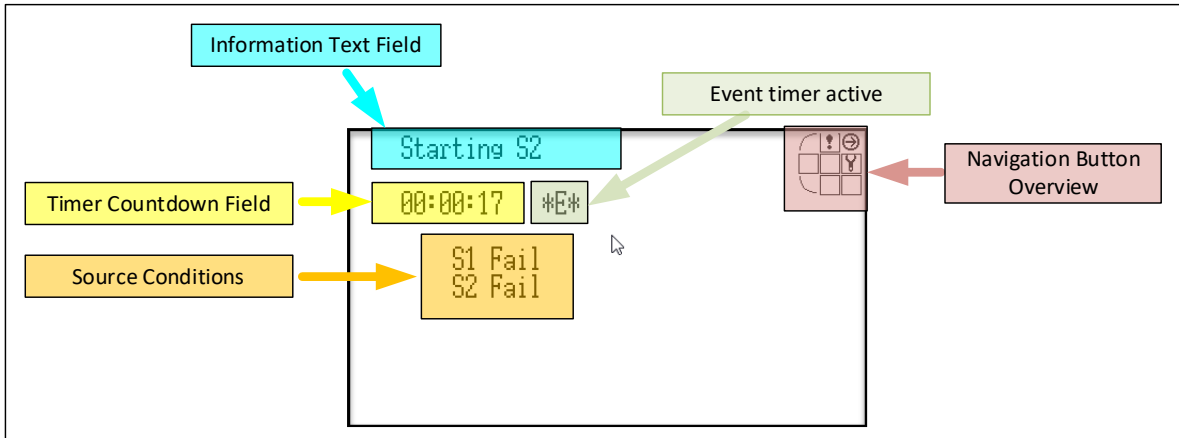 Information Text Field
Event timer active
Starting S2
Navigation Button
Overview
Timer Countdown Field
00:00:17 *E*
Source Conditions
S1 Fail
S2 Fail